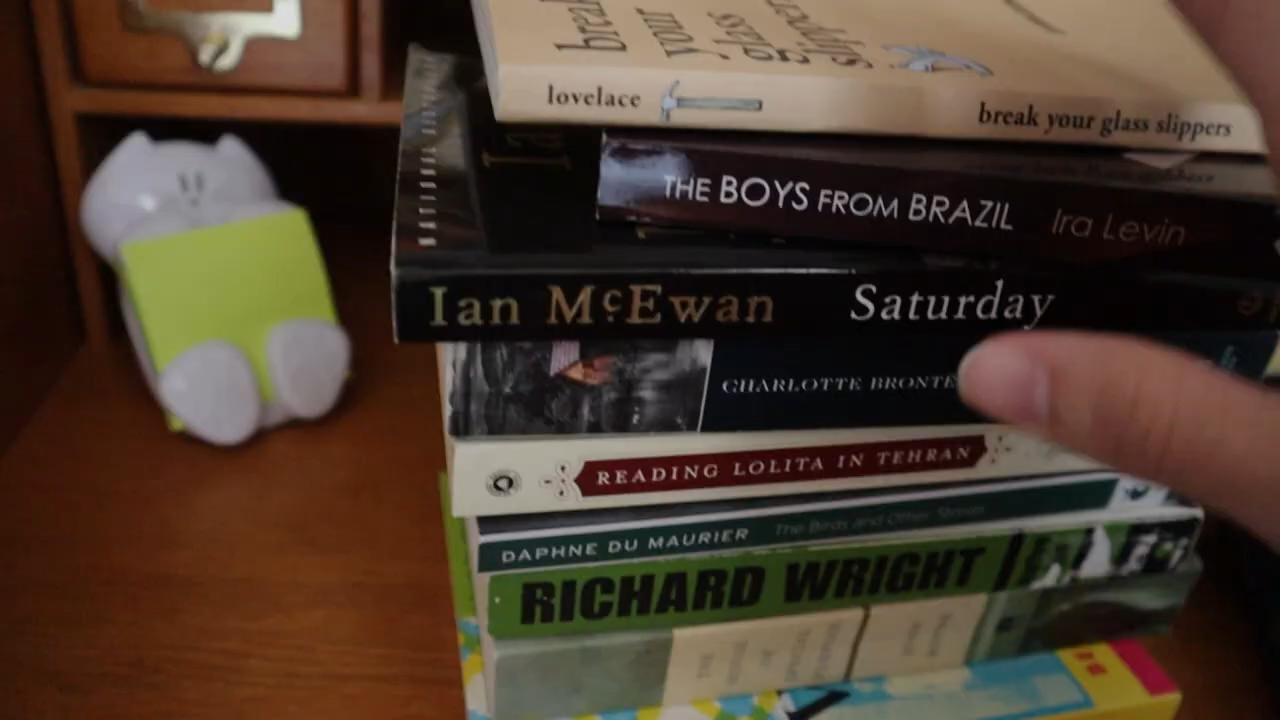 break
your
glass
slippers
lovelace break your glass slippers
THE BOYS FROM BRAZIL Ira Levin
Ian McEwan Saturday
CHARLOTTE BRONTË
READING LOLITA IN TEHRAN
DAPHNE DU MAURIER The Birds and Other Stories
RICHARD WRIGHT